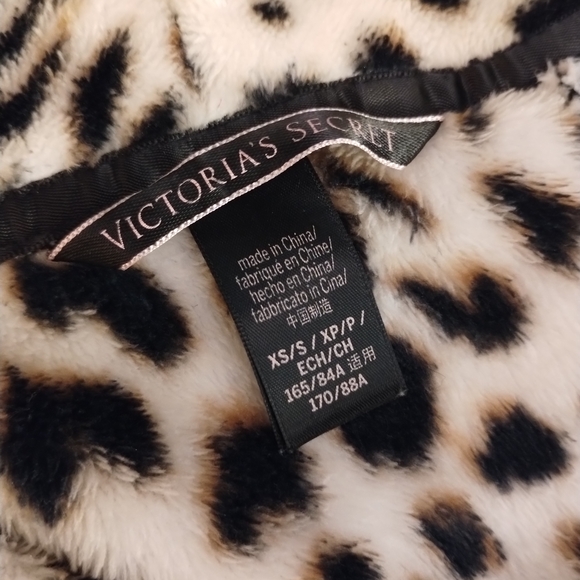 VICTORIA'S SECRET
made in China/
fabriqué en Chine/
hecho en China/
fabbricato in Cina/
中国制造
XS/S / XP/P /
ECH/CH
165/84A 适用
170/88A